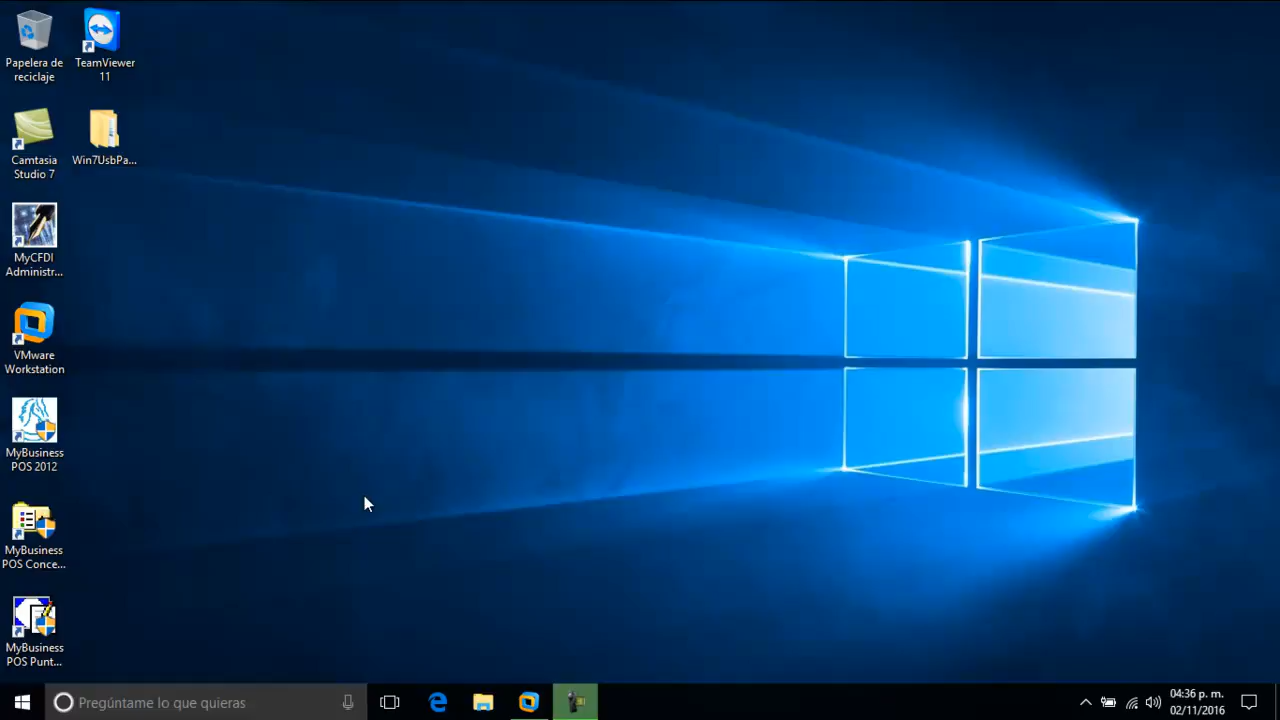 Papelera de
reciclaje
TeamViewer
11
Camtasia
Studio 7
Win7UsbPa...
MyCFDI
Administr...
VMware
Workstation
MyBusiness
POS 2012
MyBusiness
POS Conce...
MyBusiness
POS Punt...
Pregúntame lo que quieras
04:36 p. m.
02/11/2016